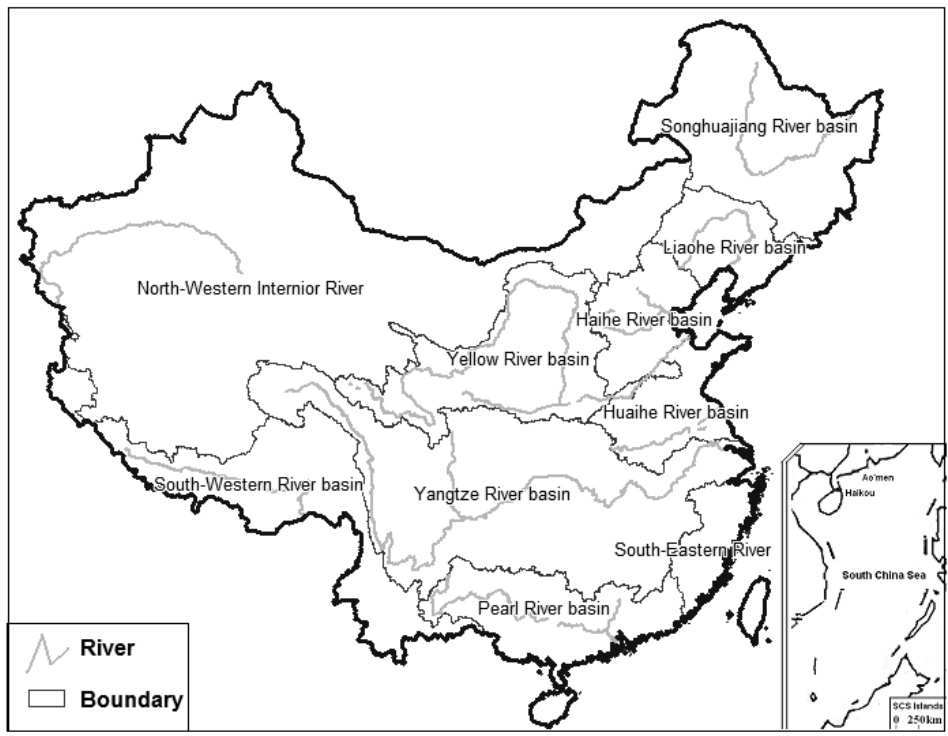 Songhuajiang River basin
Liaohe River basin
North-Western Internior River
Haihe River basin
Yellow River basin
Huaihe River basin
South-Western River basin
Yangtze River basin
South-Eastern River
Pearl River basin
River
Boundary
Ao'men
Haikou
South China Sea
SCS Islands
0 250km